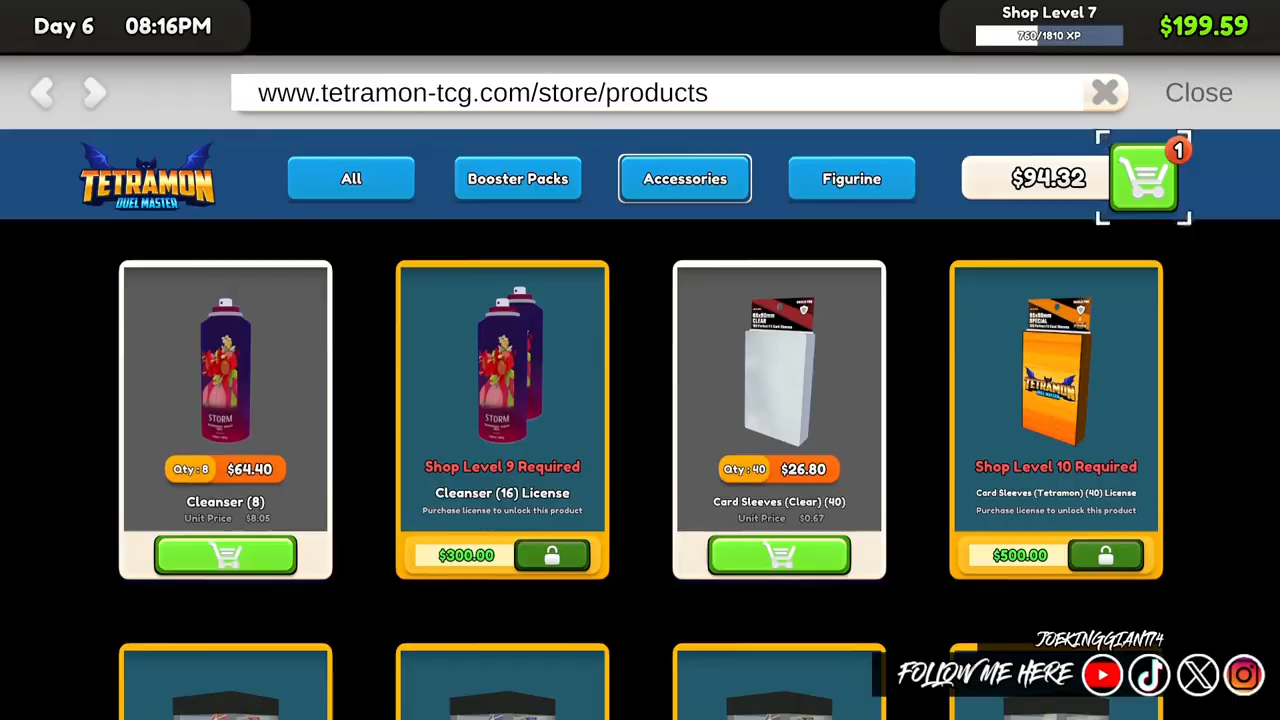 Day 6 08:16PM
Shop Level 7
760/1810 XP
$199.59
www.tetramon-tcg.com/store/products
Close
TETRAMON
DUEL MASTER
All
Booster Packs
Accessories
Figurine
$94.32
1
STORM
Qty : 8 $64.40
Cleanser (8)
Unit Price $8.05
STORM
Shop Level 9 Required
Cleanser (16) License
Purchase license to unlock this product
$300.00
CLEAR
Qty : 40 $26.80
Card Sleeves (Clear) (40)
Unit Price $0.67
SPECIAL
TETRAMON
Shop Level 10 Required
Card Sleeves (Tetramon) (40) License
Purchase license to unlock this product
$500.00
JOEKINGGIANT74
FOLLOW ME HERE